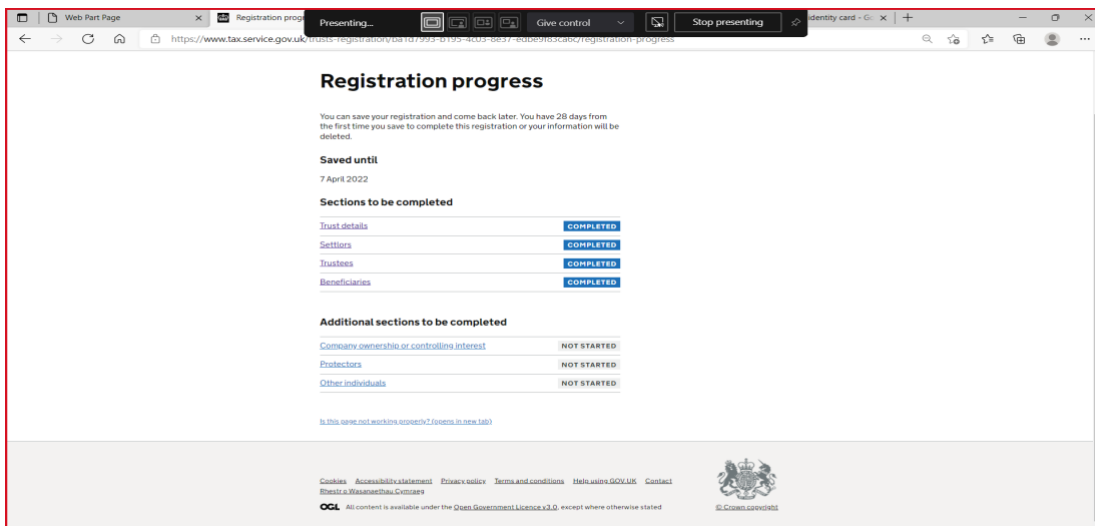 Web Part Page
Registration prog
Presenting...
Give control
Stop presenting
identity card - G
https://www.tax.service.gov.uk/trusts-registration/ba1d7993-b195-4c03-8e37-edbe9f83ca6c/registration-progress
Registration progress
You can save your registration and come back later. You have 28 days from
the first time you save to complete this registration or your information will be
deleted.
Saved until
7 April 2022
Sections to be completed
Trust details COMPLETED
Settlors COMPLETED
Trustees COMPLETED
Beneficiaries COMPLETED
Additional sections to be completed
Company ownership or controlling interest NOT STARTED
Protectors NOT STARTED
Other individuals NOT STARTED
Is this page not working properly? (opens in new tab)
Cookies Accessibility statement Privacy policy Terms and conditions Help using GOV.UK Contact
Rhestr o Wasanaethau Cymraeg
OGL All content is available under the Open Government Licence v3.0, except where otherwise stated
© Crown copyright